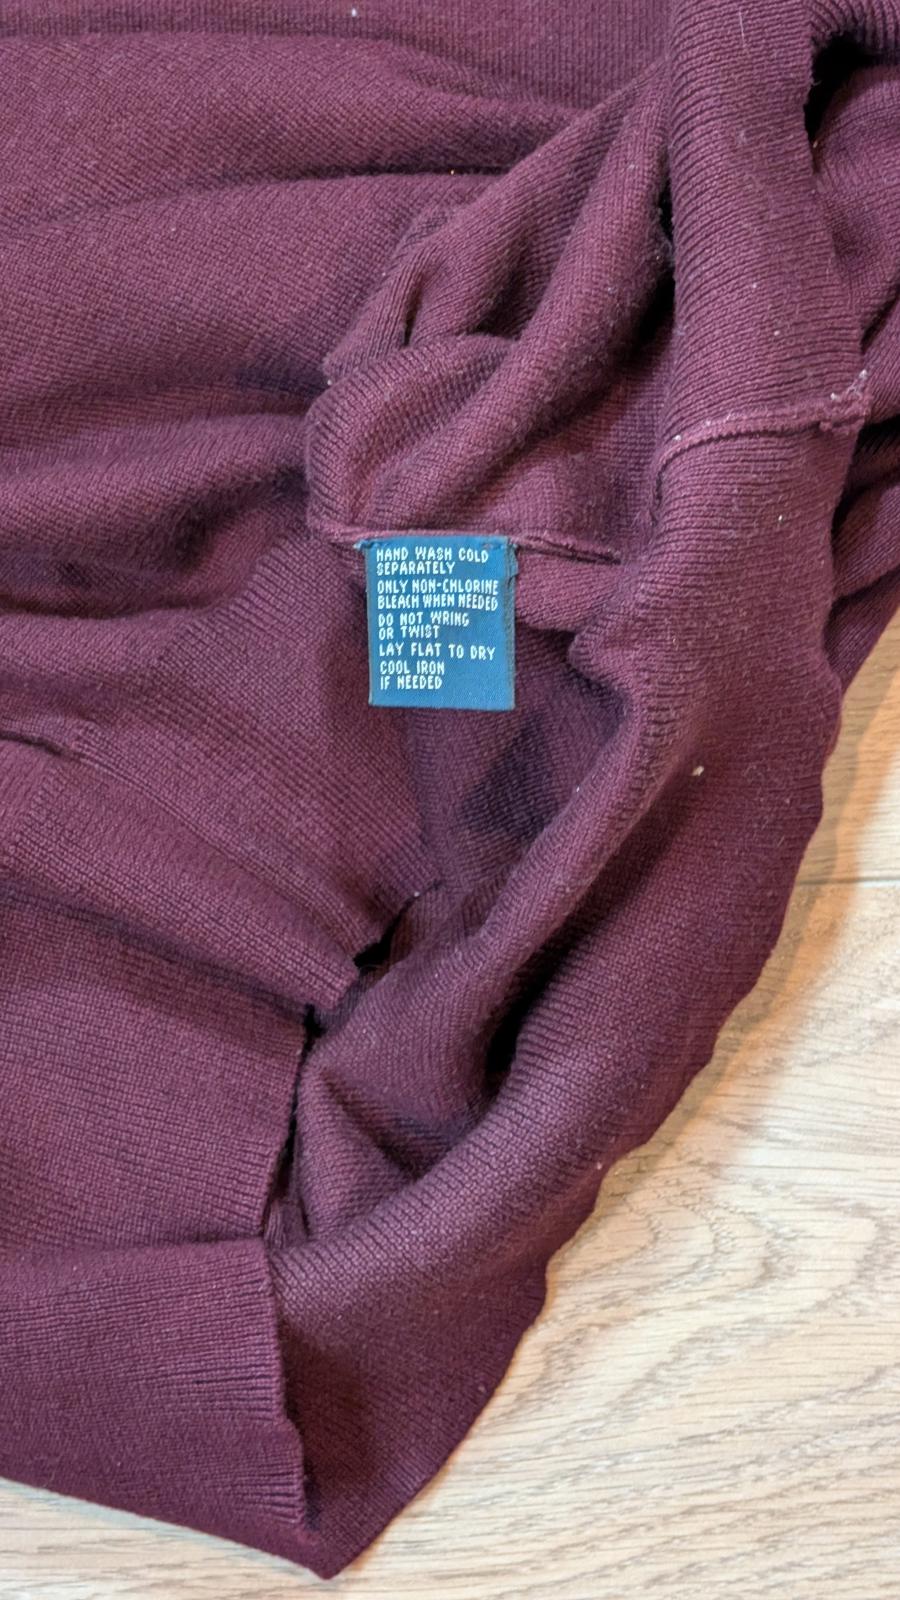 HAND WASH COLD
SEPARATELY
ONLY NON-CHLORINE
BLEACH WHEN NEEDED
DO NOT WRING
OR TWIST
LAY FLAT TO DRY
COOL IRON
IF NEEDED